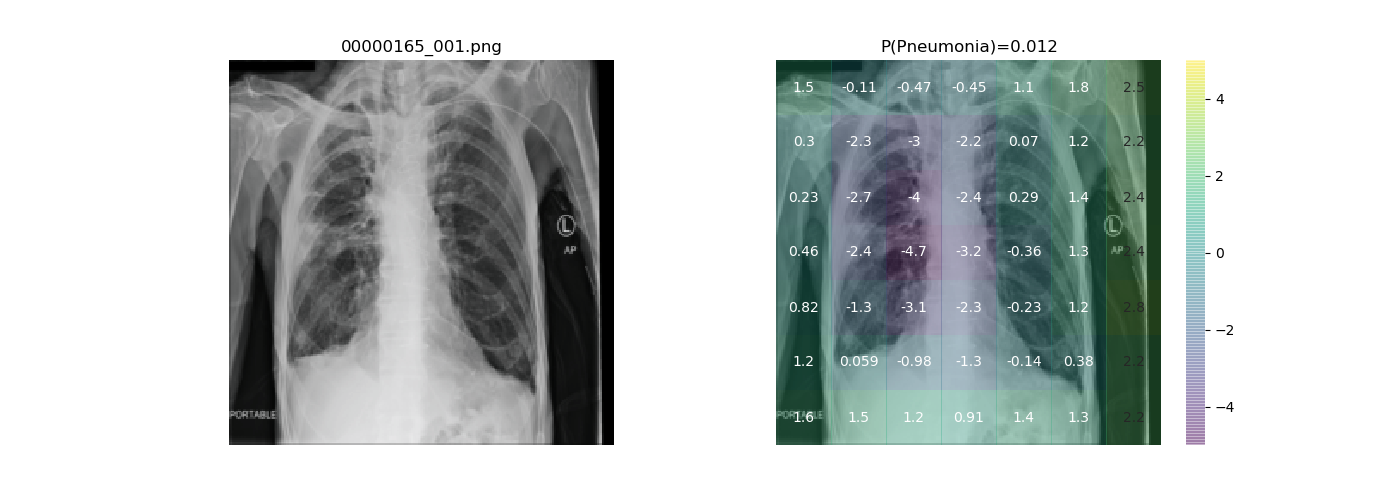 00000165_001.png
L
AP
PORTABLE
P(Pneumonia)=0.012
1.5 -0.11 -0.47 -0.45 1.1 1.8 2.5
0.3 -2.3 -3 -2.2 0.07 1.2 2.2
0.23 -2.7 -4 -2.4 0.29 1.4 2.4
L
0.46 -2.4 -4.7 -3.2 -0.36 1.3 AP 2.4
0.82 -1.3 -3.1 -2.3 -0.23 1.2 2.8
1.2 0.059 -0.98 -1.3 -0.14 0.38 2.2
PORTABLE 1.6 1.5 1.2 0.91 1.4 1.3 2.2
4
2
0
−2
−4